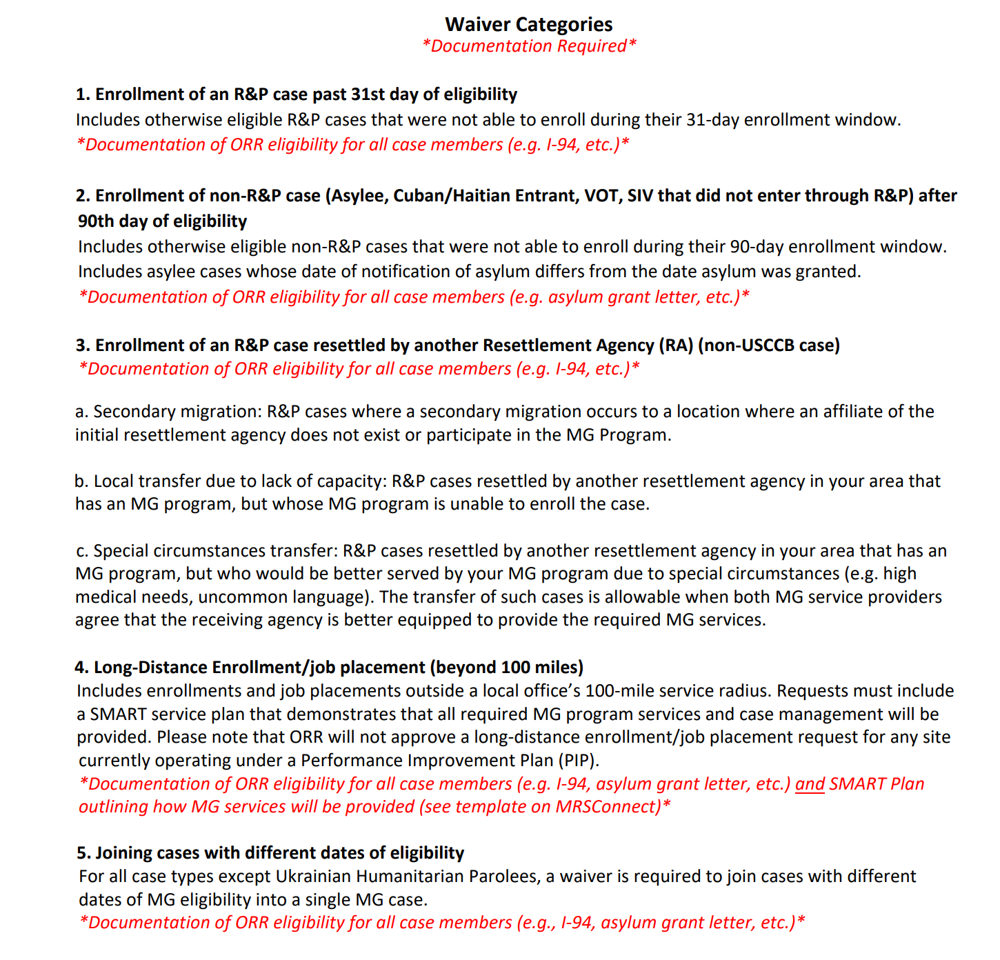 Waiver Categories
*Documentation Required*
1. Enrollment of an R&P case past 31st day of eligibility
Includes otherwise eligible R&P cases that were not able to enroll during their 31-day enrollment window.
*Documentation of ORR eligibility for all case members (e.g. I-94, etc.)*
2. Enrollment of non-R&P case (Asylee, Cuban/Haitian Entrant, VOT, SIV that did not enter through R&P) after
90th day of eligibility
Includes otherwise eligible non-R&P cases that were not able to enroll during their 90-day enrollment window.
Includes asylee cases whose date of notification of asylum differs from the date asylum was granted.
*Documentation of ORR eligibility for all case members (e.g. asylum grant letter, etc.)*
3. Enrollment of an R&P case resettled by another Resettlement Agency (RA) (non-USCCB case)
*Documentation of ORR eligibility for all case members (e.g. I-94, etc.)*
a. Secondary migration: R&P cases where a secondary migration occurs to a location where an affiliate of the
initial resettlement agency does not exist or participate in the MG Program.
b. Local transfer due to lack of capacity: R&P cases resettled by another resettlement agency in your area that
has an MG program, but whose MG program is unable to enroll the case.
c. Special circumstances transfer: R&P cases resettled by another resettlement agency in your area that has an
MG program, but who would be better served by your MG program due to special circumstances (e.g. high
medical needs, uncommon language). The transfer of such cases is allowable when both MG service providers
agree that the receiving agency is better equipped to provide the required MG services.
4. Long-Distance Enrollment/job placement (beyond 100 miles)
Includes enrollments and job placements outside a local office’s 100-mile service radius. Requests must include
a SMART service plan that demonstrates that all required MG program services and case management will be
provided. Please note that ORR will not approve a long-distance enrollment/job placement request for any site
currently operating under a Performance Improvement Plan (PIP).
*Documentation of ORR eligibility for all case members (e.g. I-94, asylum grant letter, etc.) and SMART Plan
outlining how MG services will be provided (see template on MRSConnect)*
5. Joining cases with different dates of eligibility
For all case types except Ukrainian Humanitarian Parolees, a waiver is required to join cases with different
dates of MG eligibility into a single MG case.
*Documentation of ORR eligibility for all case members (e.g., I-94, asylum grant letter, etc.)*